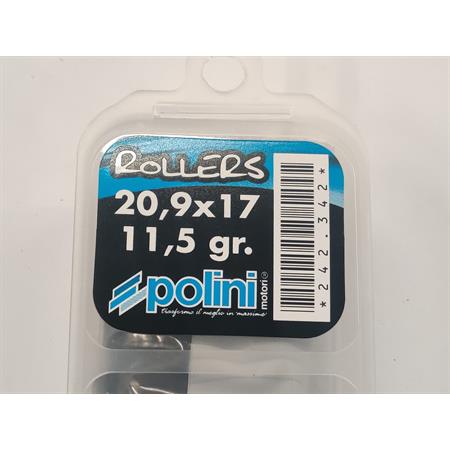 ROLLERS
20,9x17
11,5 gr.
polini
motori
trasforma il meglio in "massimo"
*242.342*